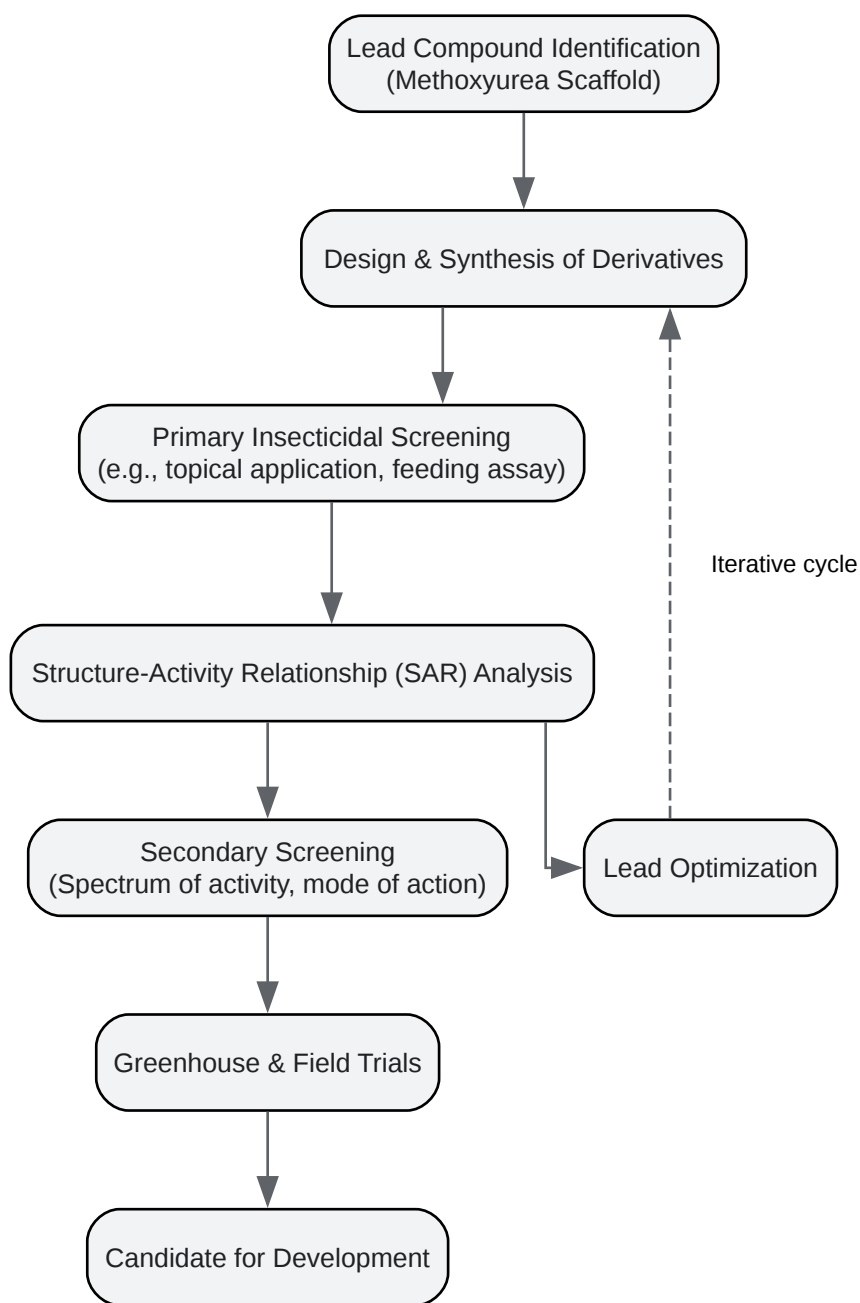 Lead Compound Identification
(Methoxyurea Scaffold)
Design & Synthesis of Derivatives
Primary Insecticidal Screening
(e.g., topical application, feeding assay)
Iterative cycle
Structure-Activity Relationship (SAR) Analysis
Secondary Screening
(Spectrum of activity, mode of action)
Lead Optimization
Greenhouse & Field Trials
Candidate for Development